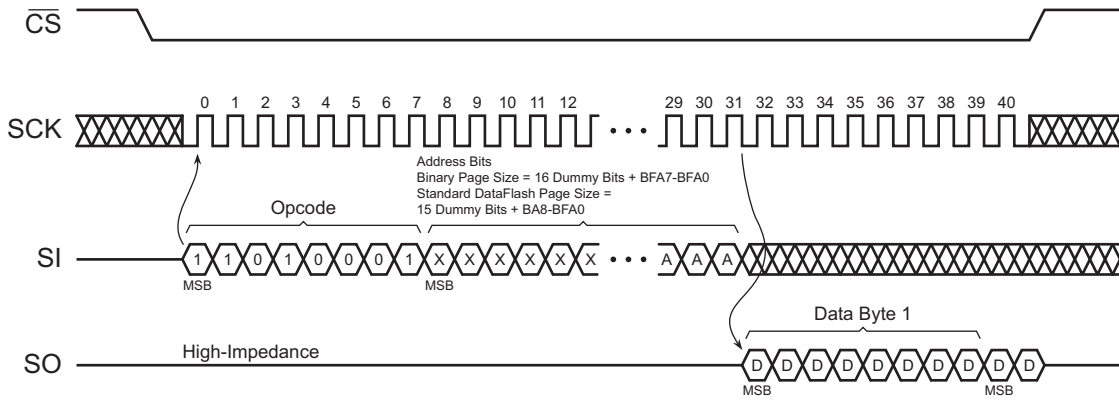 CS
SCK
0 1 2 3 4 5 6 7 8 9 10 11 12 29 30 31 32 33 34 35 36 37 38 39 40
Address Bits
Binary Page Size = 16 Dummy Bits + BFA7-BFA0
Standard DataFlash Page Size =
15 Dummy Bits + BA8-BFA0
Opcode
SI
1 1 0 1 0 0 0 1 X X X X X X • • • A A A
MSB MSB
Data Byte 1
SO
High-Impedance
D D D D D D D D D D
MSB MSB